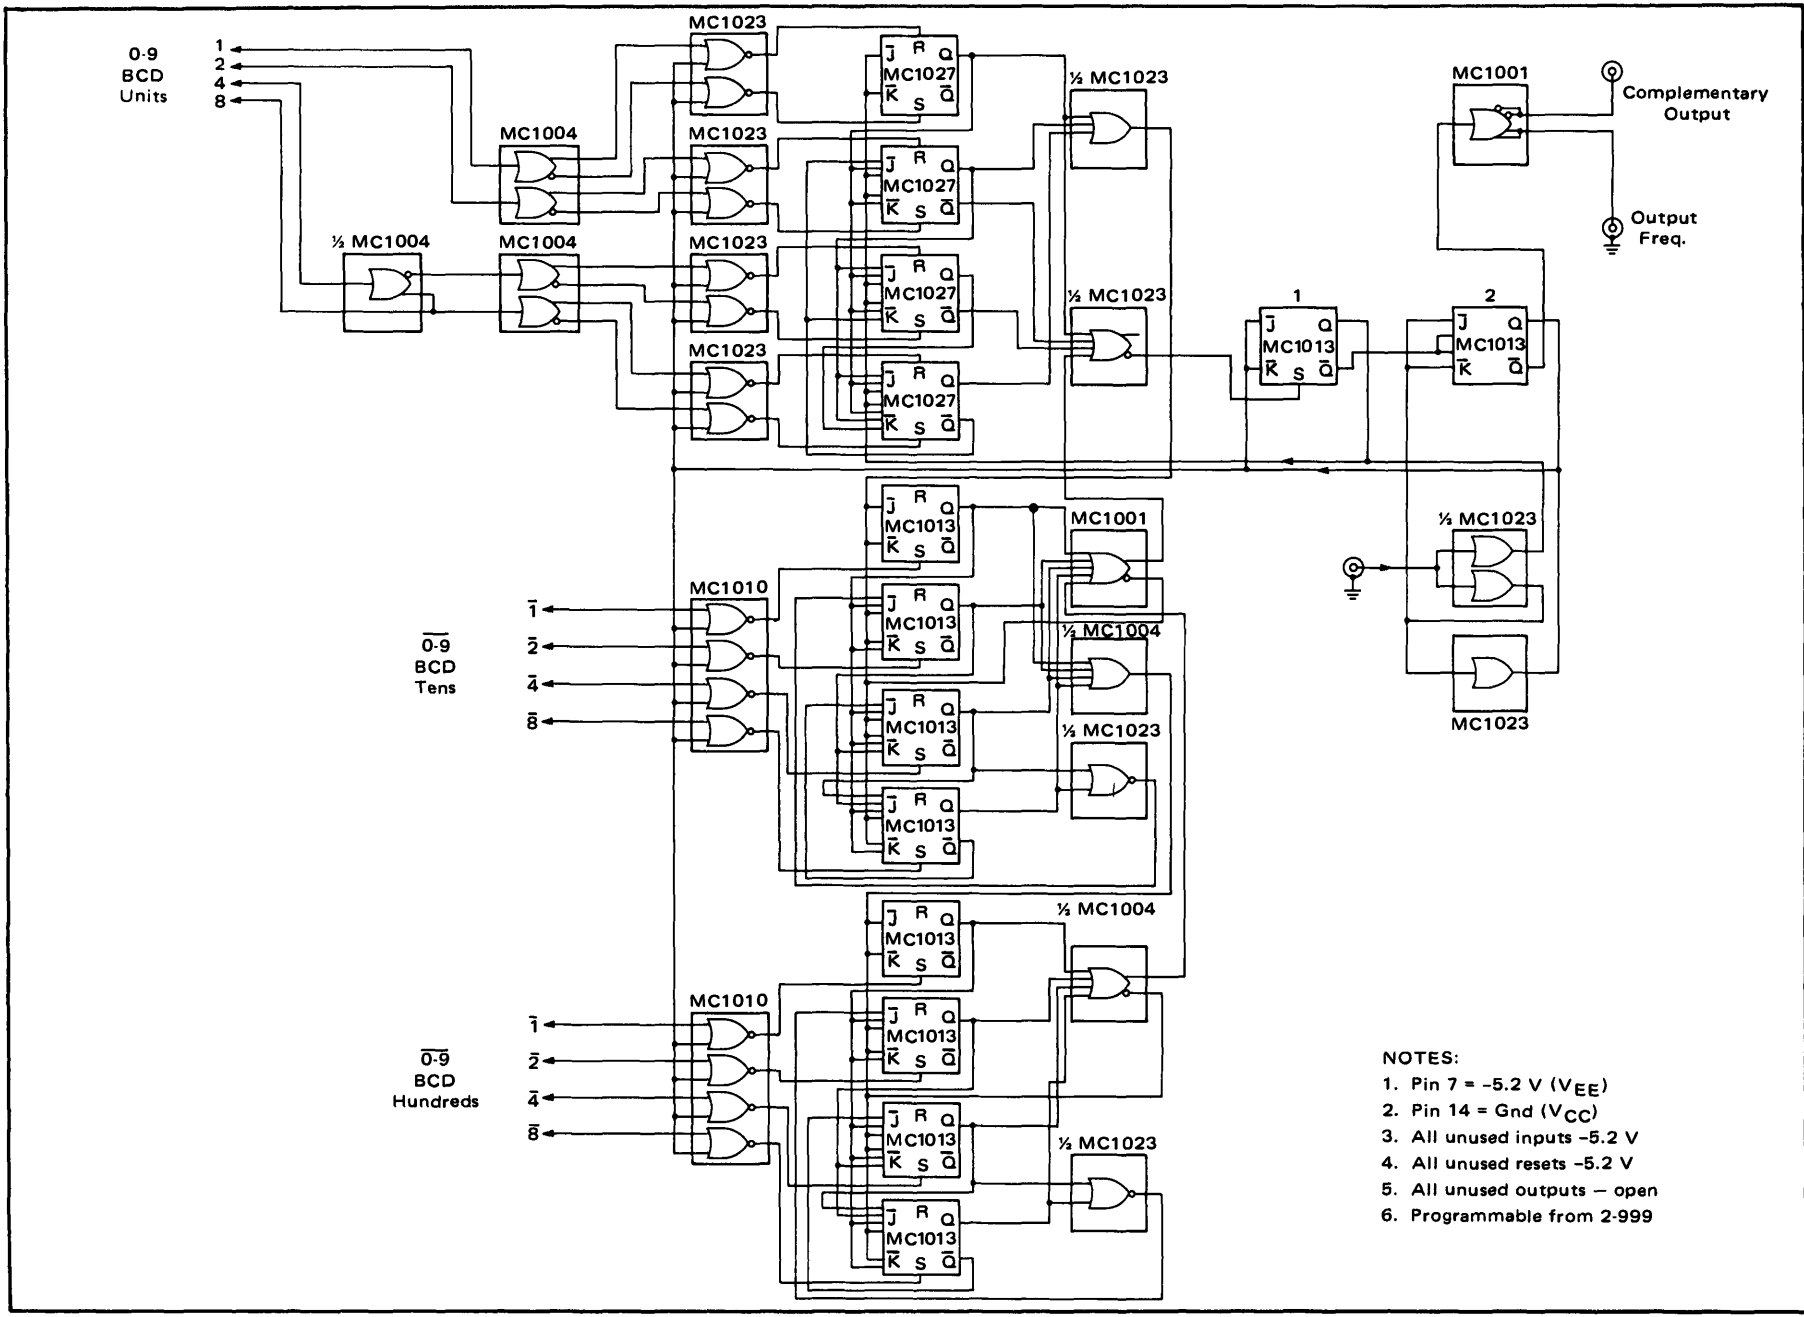 0-9
BCD
Units
1
2
4
8
½ MC1004
MC1004
MC1004
MC1023
MC1023
MC1023
MC1023
J̅ R Q
MC1027
K̅ S Q̅
J̅ R Q
MC1027
K̅ S Q̅
J̅ R Q
MC1027
K̅ S Q̅
J̅ R Q
MC1027
K̅ S Q̅
½ MC1023
½ MC1023
1
J̅ Q
MC1013
K̅ S Q̅
2
J̅ Q
MC1013
K̅ Q̅
MC1001
Complementary
Output
Output
Freq.
½ MC1023
MC1023
0̅-̅9̅
BCD
Tens
1̅
2̅
4̅
8̅
MC1010
J̅ R Q
MC1013
K̅ S Q̅
J̅ R Q
MC1013
K̅ S Q̅
J̅ R Q
MC1013
K̅ S Q̅
J̅ R Q
MC1013
K̅ S Q̅
MC1001
½ MC1004
½ MC1023
0̅-̅9̅
BCD
Hundreds
1̅
2̅
4̅
8̅
MC1010
J̅ R Q
MC1013
K̅ S Q̅
J̅ R Q
MC1013
K̅ S Q̅
J̅ R Q
MC1013
K̅ S Q̅
J̅ R Q
MC1013
K̅ S Q̅
½ MC1004
½ MC1023
NOTES:
1. Pin 7 = -5.2 V (VEE)
2. Pin 14 = Gnd (VCC)
3. All unused inputs -5.2 V
4. All unused resets -5.2 V
5. All unused outputs – open
6. Programmable from 2-999